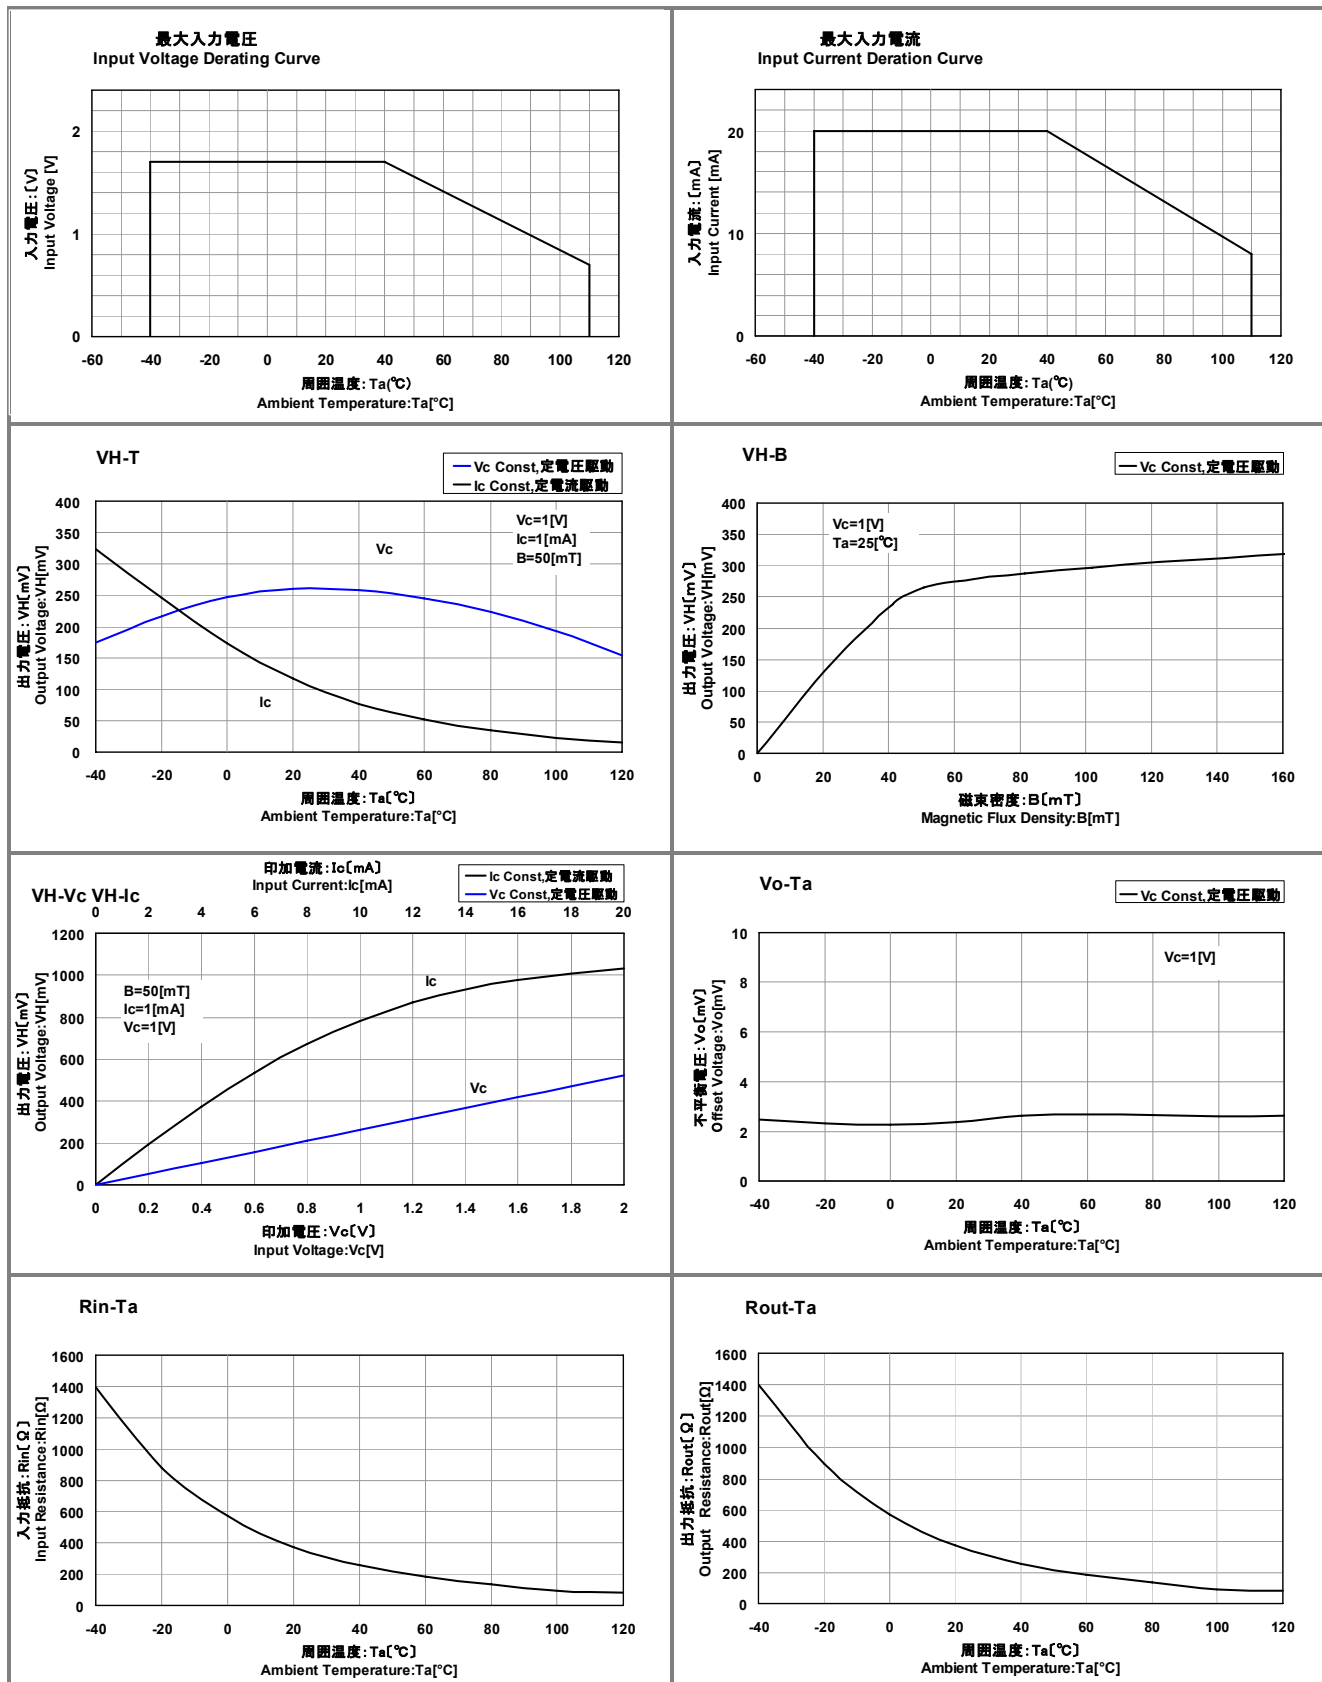 最大入力電圧
Input Voltage Derating Curve
2
1
0
入力電圧:[V]
Input Voltage [V]
-60 -40 -20 0 20 40 60 80 100 120
周囲温度: Ta(℃)
Ambient Temperature:Ta[°C]
最大入力電流
Input Current Deration Curve
20
10
0
入力電流:[mA]
Input Current [mA]
-60 -40 -20 0 20 40 60 80 100 120
周囲温度: Ta(℃)
Ambient Temperature:Ta[°C]
VH-T
Vc Const,定電圧駆動
Ic Const,定電流駆動
400
350
300
250
200
150
100
50
0
出力電圧: VH[mV]
Output Voltage:VH[mV]
Vc=1[V]
Ic=1[mA]
B=50[mT]
Vc
Ic
-40 -20 0 20 40 60 80 100 120
周囲温度: Ta[℃]
Ambient Temperature:Ta[°C]
VH-B
Vc Const,定電圧駆動
400
350
300
250
200
150
100
50
0
出力電圧: VH[mV]
Output Voltage:VH[mV]
Vc=1[V]
Ta=25[℃]
0 20 40 60 80 100 120 140 160
磁束密度:B[mT]
Magnetic Flux Density:B[mT]
印加電流:Ic[mA]
Input Current:Ic[mA]
Ic Const,定電流駆動
Vc Const,定電圧駆動
VH-Vc VH-Ic
0 2 4 6 8 10 12 14 16 18 20
1200
1000
800
600
400
200
0
出力電圧: VH[mV]
Output Voltage:VH[mV]
B=50[mT]
Ic=1[mA]
Vc=1[V]
Ic
Vc
0 0.2 0.4 0.6 0.8 1 1.2 1.4 1.6 1.8 2
印加電圧:Vc[V]
Input Voltage:Vc[V]
Vo-Ta
Vc Const,定電圧駆動
10
8
6
4
2
0
不平衡電圧:Vo[mV]
Offset Voltage:Vo[mV]
Vc=1[V]
-40 -20 0 20 40 60 80 100 120
周囲温度: Ta[℃]
Ambient Temperature:Ta[°C]
Rin-Ta
1600
1400
1200
1000
800
600
400
200
0
入力抵抗:Rin[Ω]
Input Resistance:Rin[Ω]
-40 -20 0 20 40 60 80 100 120
周囲温度: Ta[℃]
Ambient Temperature:Ta[°C]
Rout-Ta
1600
1400
1200
1000
800
600
400
200
0
出力抵抗:Rout[Ω]
Output Resistance:Rout[Ω]
-40 -20 0 20 40 60 80 100 120
周囲温度: Ta[℃]
Ambient Temperature:Ta[°C]